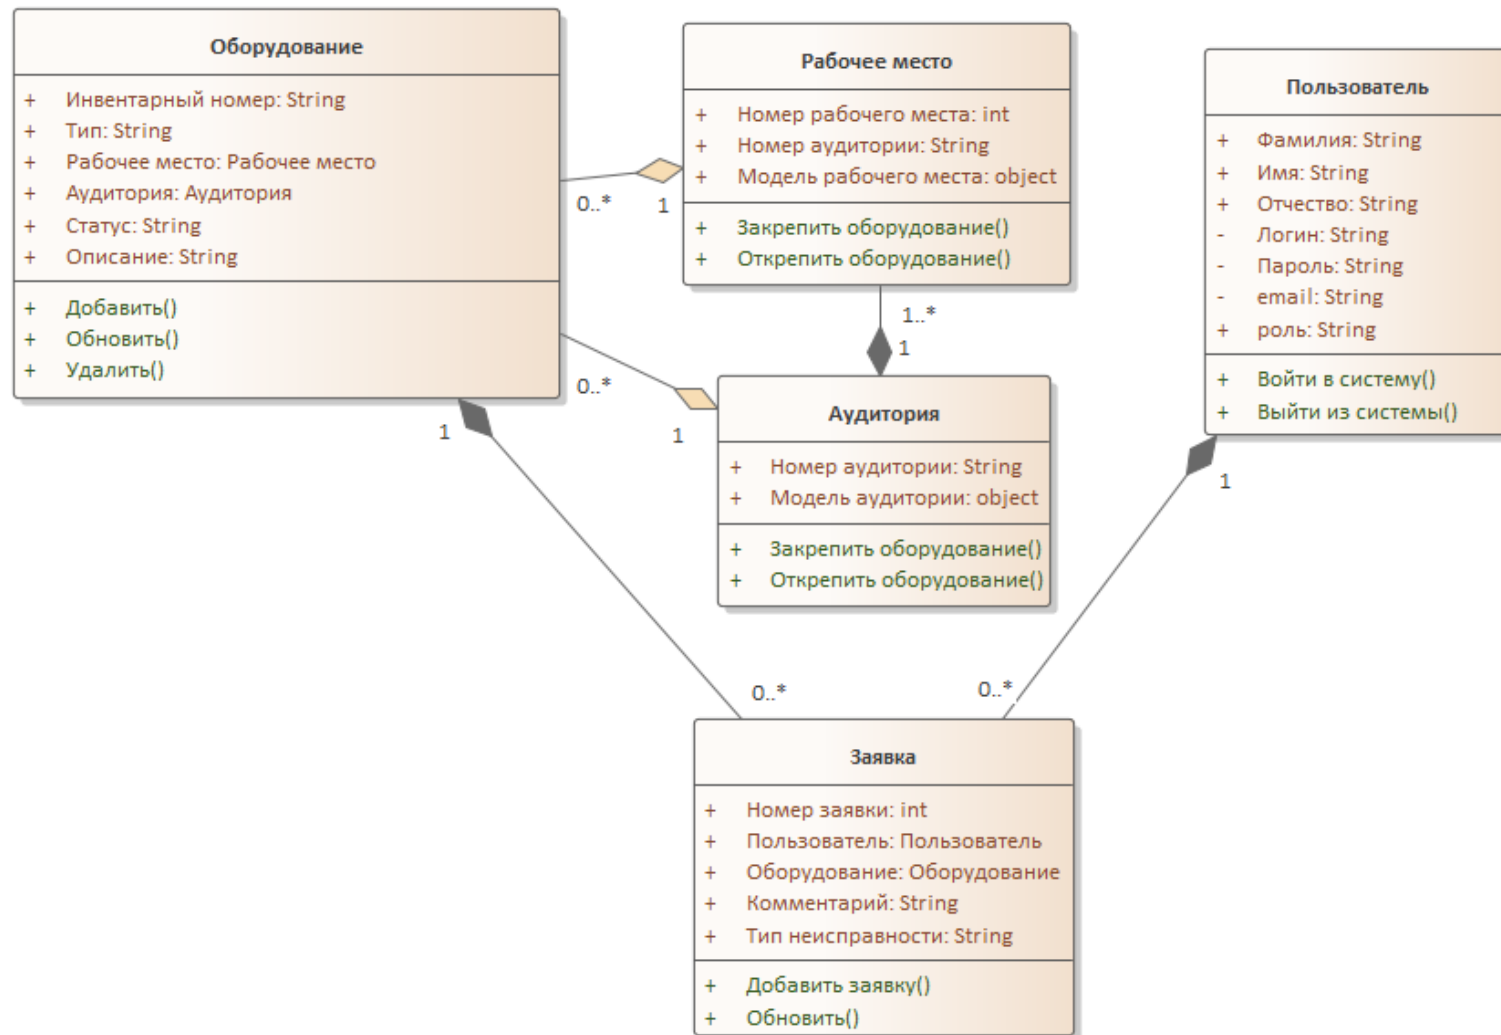 Оборудование
+ Инвентарный номер: String
+ Тип: String
+ Рабочее место: Рабочее место
+ Аудитория: Аудитория
+ Статус: String
+ Описание: String
+ Добавить()
+ Обновить()
+ Удалить()
Рабочее место
+ Номер рабочего места: int
+ Номер аудитории: String
+ Модель рабочего места: object
+ Закрепить оборудование()
+ Открепить оборудование()
Пользователь
+ Фамилия: String
+ Имя: String
+ Отчество: String
- Логин: String
- Пароль: String
- email: String
+ роль: String
+ Войти в систему()
+ Выйти из системы()
0..*
1
1..*
1
0..*
1
Аудитория
+ Номер аудитории: String
+ Модель аудитории: object
+ Закрепить оборудование()
+ Открепить оборудование()
1
1
0..*
0..*
Заявка
+ Номер заявки: int
+ Пользователь: Пользователь
+ Оборудование: Оборудование
+ Комментарий: String
+ Тип неисправности: String
+ Добавить заявку()
+ Обновить()